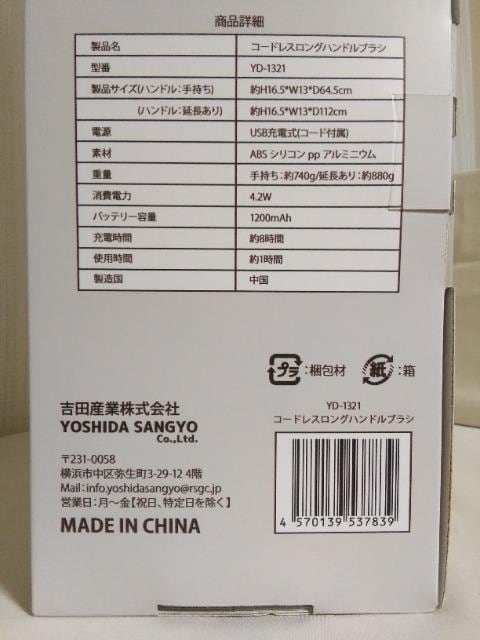 商品詳細
製品名 コードレスロングハンドルブラシ
型番 YD-1321
製品サイズ(ハンドル:手持ち) 約H16.5*W13*D64.5cm
(ハンドル:延長あり) 約H16.5*W13*D112cm
電源 USB充電式(コード付属)
素材 ABS シリコン pp アルミニウム
重量 手持ち:約740g/延長あり:約880g
消費電力 4.2W
バッテリー容量 1200mAh
充電時間 約8時間
使用時間 約1時間
製造国 中国
プラ :梱包材 紙 :箱
吉田産業株式会社
YOSHIDA SANGYO
Co.,Ltd.
〒231-0058
横浜市中区弥生町3-29-12 4階
Mail:info.yoshidasangyo@rsgc.jp
営業日:月〜金【祝日、特定日を除く】
MADE IN CHINA
YD-1321
コードレスロングハンドルブラシ
4 570139 537839